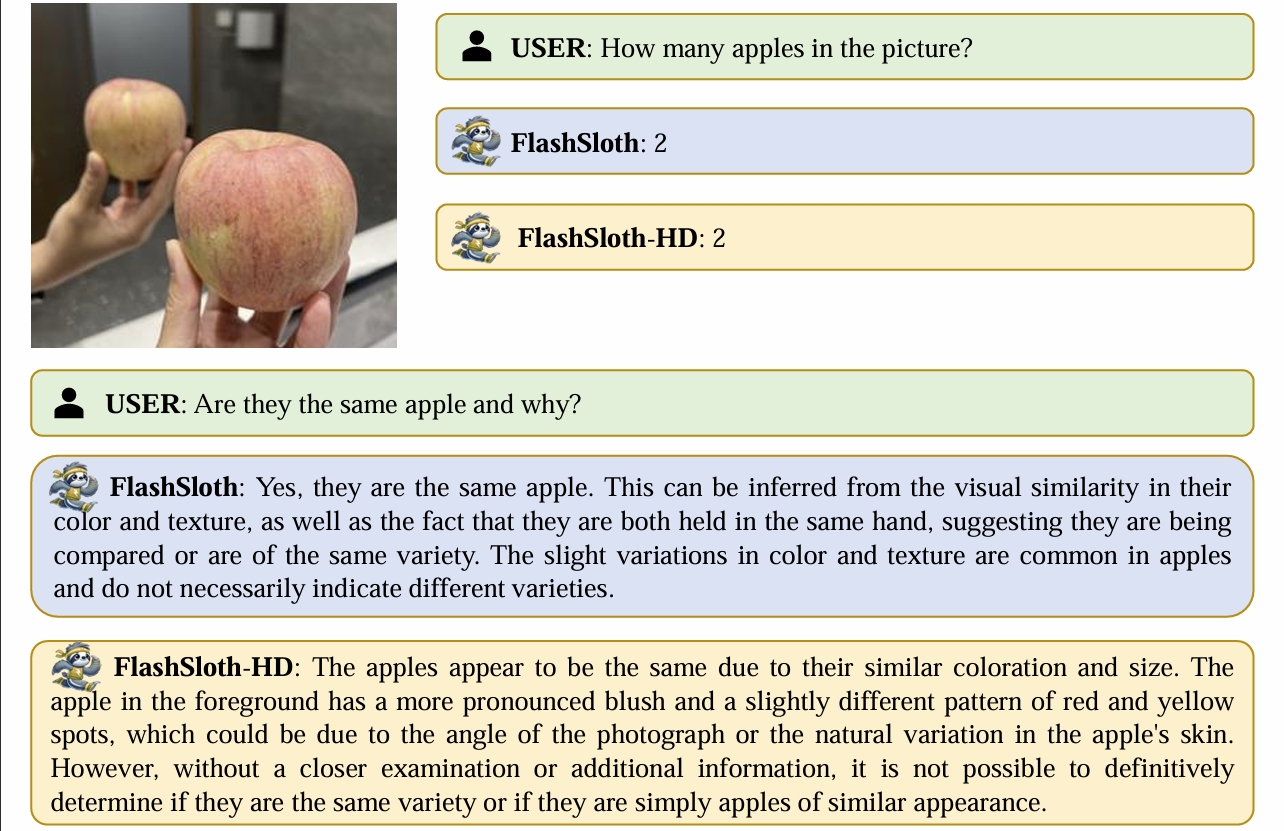 USER: How many apples in the picture?
FlashSloth: 2
FlashSloth-HD: 2
USER: Are they the same apple and why?
FlashSloth: Yes, they are the same apple. This can be inferred from the visual similarity in their
color and texture, as well as the fact that they are both held in the same hand, suggesting they are being
compared or are of the same variety. The slight variations in color and texture are common in apples
and do not necessarily indicate different varieties.
FlashSloth-HD: The apples appear to be the same due to their similar coloration and size. The
apple in the foreground has a more pronounced blush and a slightly different pattern of red and yellow
spots, which could be due to the angle of the photograph or the natural variation in the apple's skin.
However, without a closer examination or additional information, it is not possible to definitively
determine if they are the same variety or if they are simply apples of similar appearance.